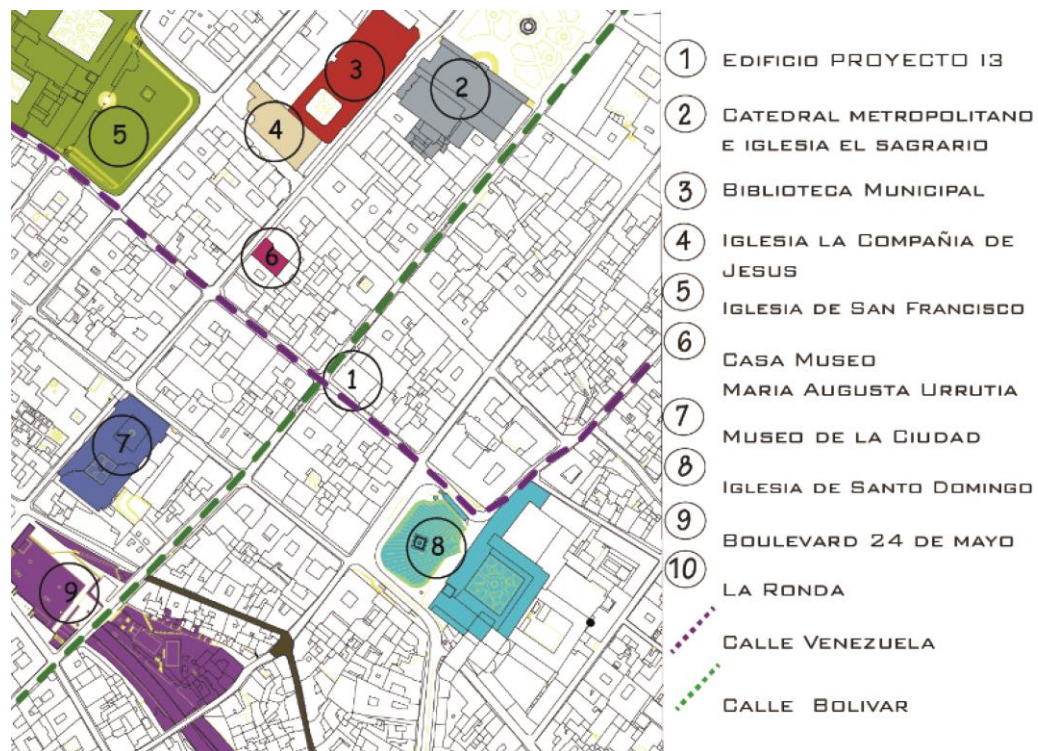 3
2
5
4
6
1
7
8
9
1 EDIFICIO PROYECTO 13
2 CATEDRAL METROPOLITANO
E IGLESIA EL SAGRARIO
3 BIBLIOTECA MUNICIPAL
4 IGLESIA LA COMPAÑIA DE
JESUS
5 IGLESIA DE SAN FRANCISCO
6 CASA MUSEO
MARIA AUGUSTA URRUTIA
7 MUSEO DE LA CIUDAD
8 IGLESIA DE SANTO DOMINGO
9 BOULEVARD 24 DE MAYO
10 LA RONDA
CALLE VENEZUELA
CALLE BOLIVAR